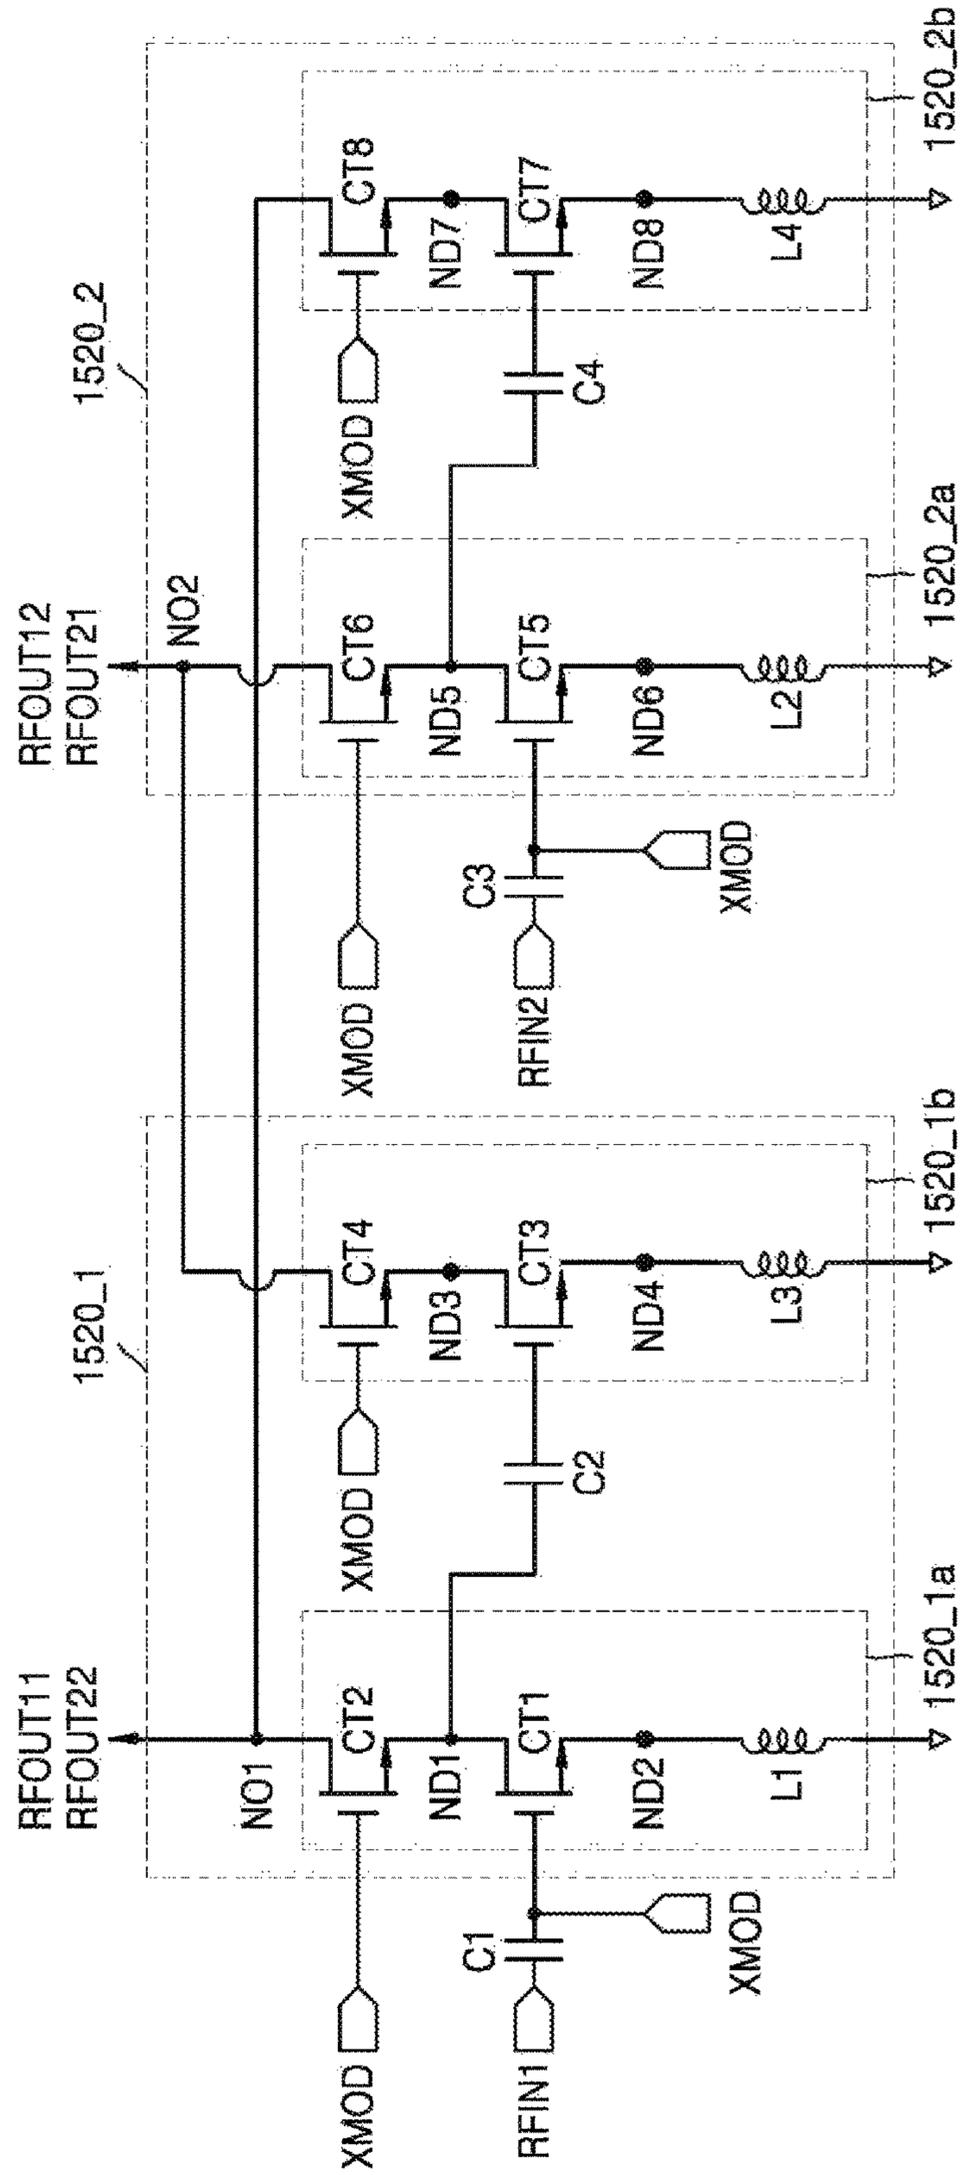 RFOUT11
RFOUT22
1520_1
RFOUT12
RFOUT21
1520_2
NO2
NO1
XMOD
CT2
XMOD
CT4
XMOD
CT6
XMOD
CT8
ND1
ND3
ND5
ND7
RFIN1
C1
CT1
C2
CT3
RFIN2
C3
CT5
C4
CT7
ND2
ND4
ND6
ND8
XMOD
L1
L3
XMOD
L2
L4
1520_1a
1520_1b
1520_2a
1520_2b